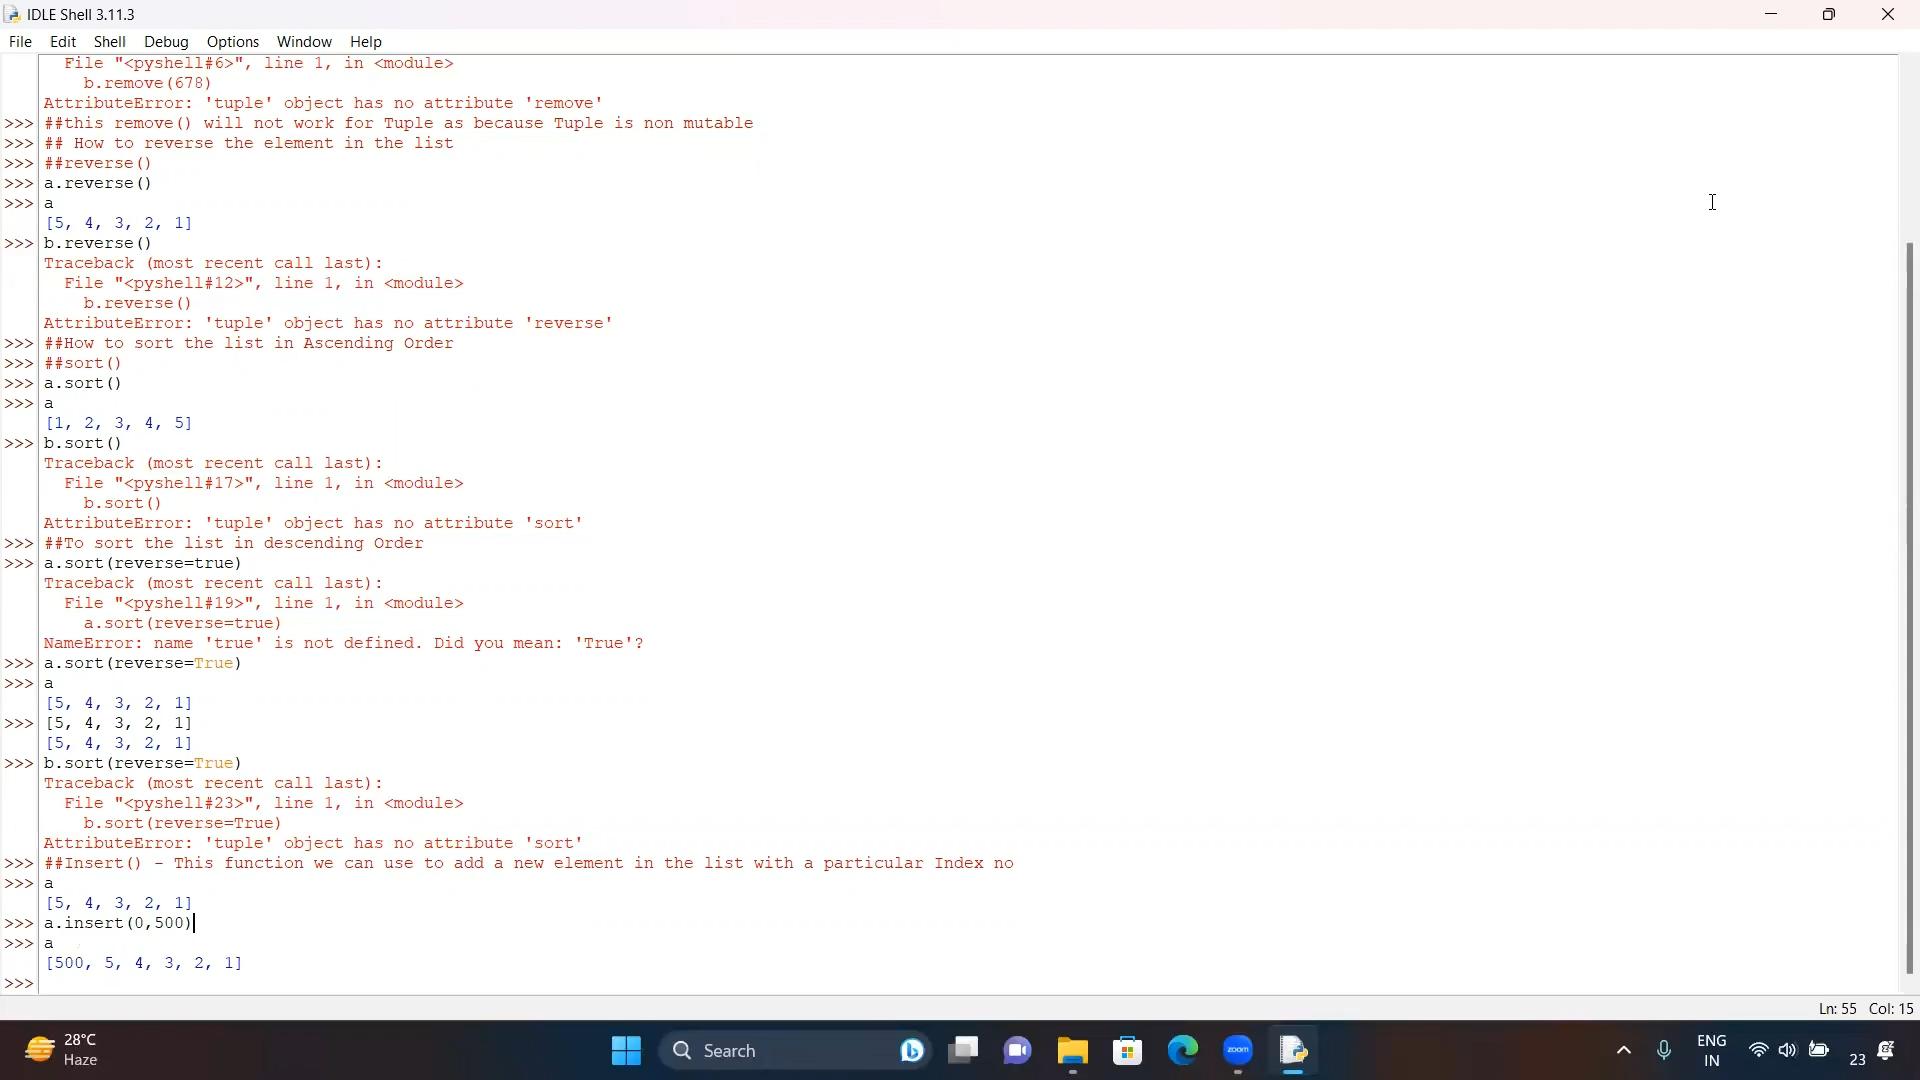 IDLE Shell 3.11.3
File Edit Shell Debug Options Window Help
File "<pyshell#6>", line 1, in <module>
b.remove(678)
AttributeError: 'tuple' object has no attribute 'remove'
>>> ##this remove() will not work for Tuple as because Tuple is non mutable
>>> ## How to reverse the element in the list
>>> ##reverse()
>>> a.reverse()
>>> a
[5, 4, 3, 2, 1]
>>> b.reverse()
Traceback (most recent call last):
File "<pyshell#12>", line 1, in <module>
b.reverse()
AttributeError: 'tuple' object has no attribute 'reverse'
>>> ##How to sort the list in Ascending Order
>>> ##sort()
>>> a.sort()
>>> a
[1, 2, 3, 4, 5]
>>> b.sort()
Traceback (most recent call last):
File "<pyshell#17>", line 1, in <module>
b.sort()
AttributeError: 'tuple' object has no attribute 'sort'
>>> ##To sort the list in descending Order
>>> a.sort(reverse=true)
Traceback (most recent call last):
File "<pyshell#19>", line 1, in <module>
a.sort(reverse=true)
NameError: name 'true' is not defined. Did you mean: 'True'?
>>> a.sort(reverse=True)
>>> a
[5, 4, 3, 2, 1]
>>> [5, 4, 3, 2, 1]
[5, 4, 3, 2, 1]
>>> b.sort(reverse=True)
Traceback (most recent call last):
File "<pyshell#23>", line 1, in <module>
b.sort(reverse=True)
AttributeError: 'tuple' object has no attribute 'sort'
>>> ##Insert() - This function we can use to add a new element in the list with a particular Index no
>>> a
[5, 4, 3, 2, 1]
>>> a.insert(0,500)
>>> a
[500, 5, 4, 3, 2, 1]
>>>
Ln: 55 Col: 15
28°C
Haze
Search
zoom
ENG
IN
23